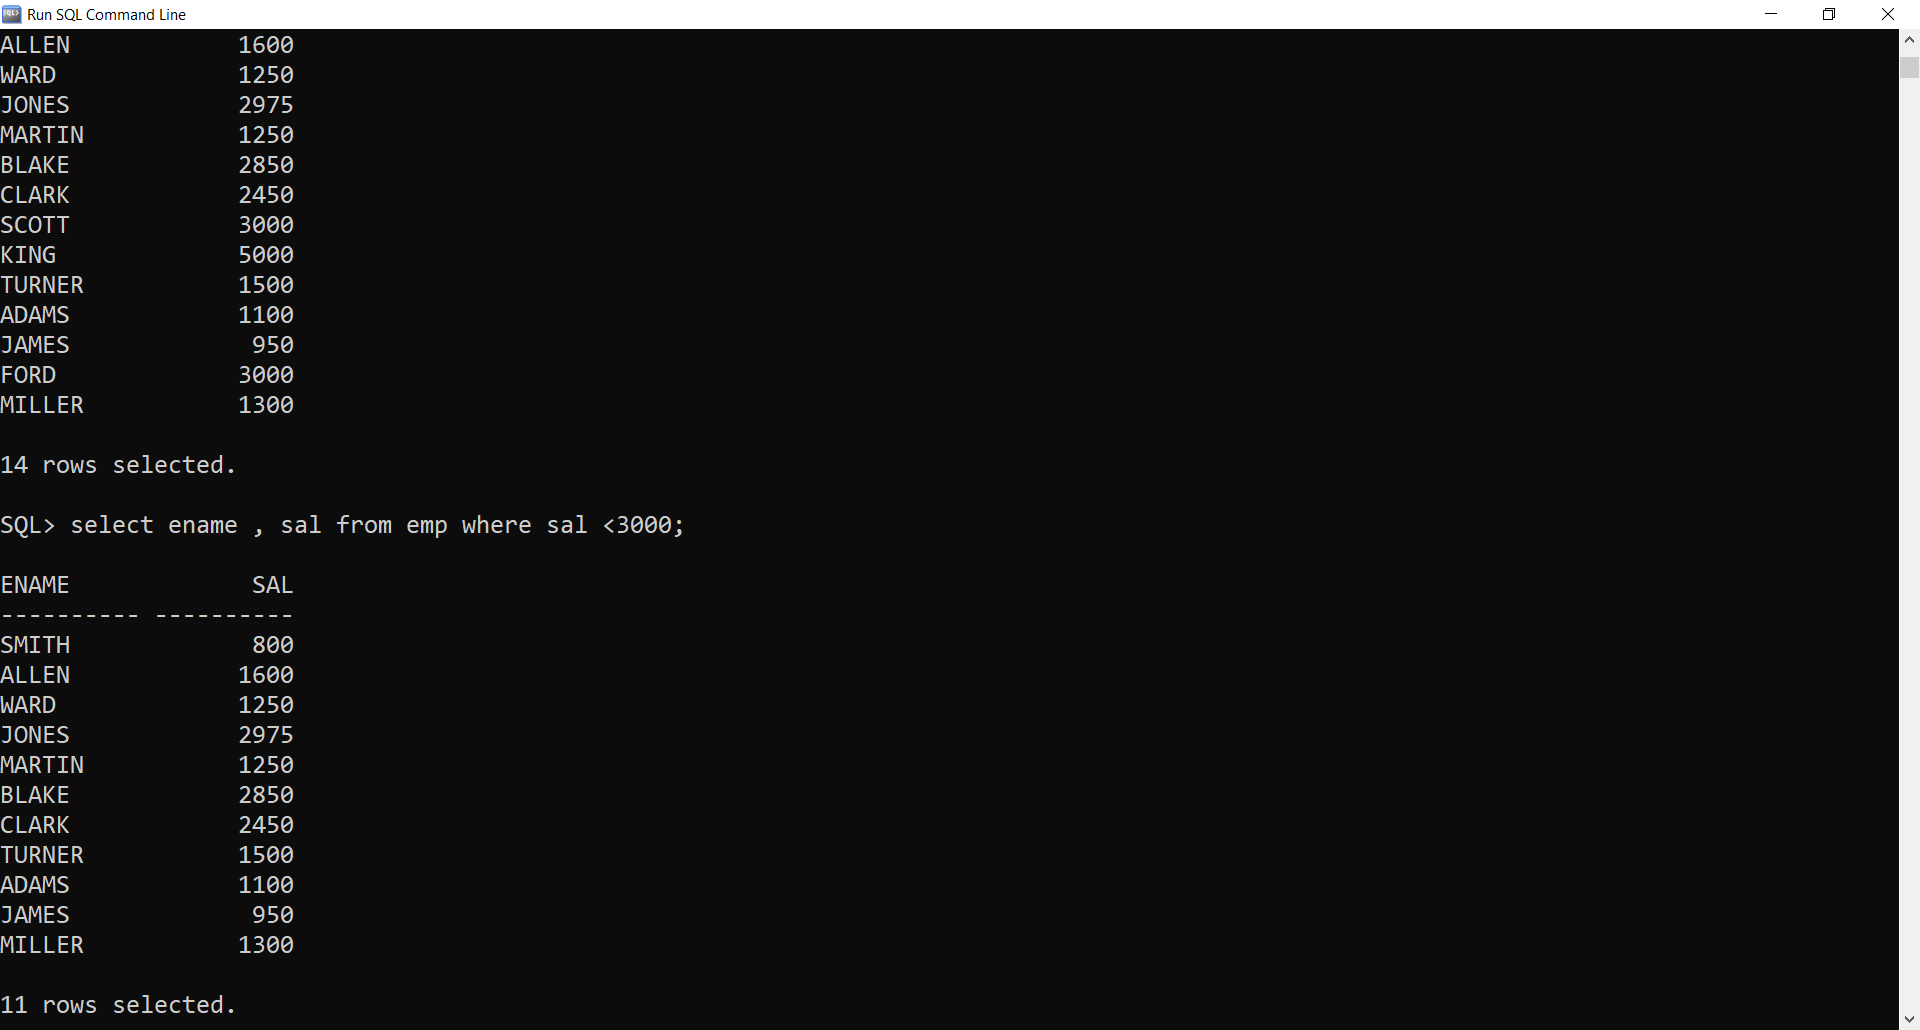 Run SQL Command Line
ALLEN 1600
WARD 1250
JONES 2975
MARTIN 1250
BLAKE 2850
CLARK 2450
SCOTT 3000
KING 5000
TURNER 1500
ADAMS 1100
JAMES 950
FORD 3000
MILLER 1300
14 rows selected.
SQL> select ename , sal from emp where sal <3000;
ENAME SAL
---------- ----------
SMITH 800
ALLEN 1600
WARD 1250
JONES 2975
MARTIN 1250
BLAKE 2850
CLARK 2450
TURNER 1500
ADAMS 1100
JAMES 950
MILLER 1300
11 rows selected.